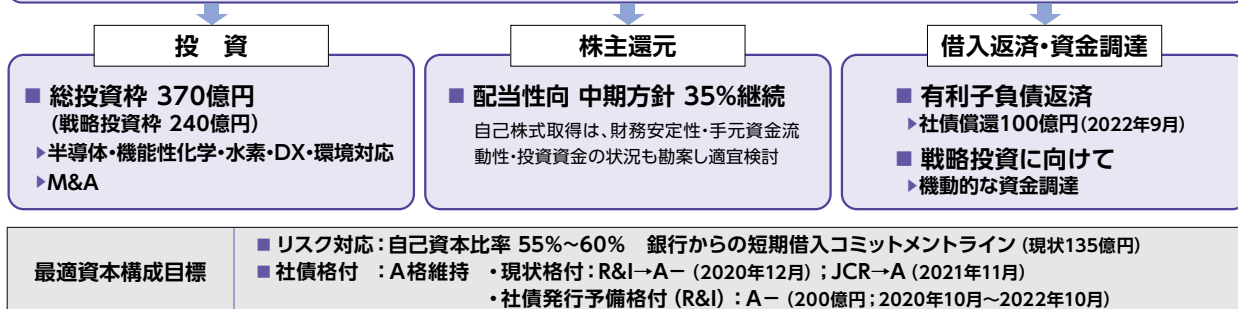 投　資
■ 総投資枠 370億円
(戦略投資枠 240億円)
▶半導体・機能性化学・水素・DX・環境対応
▶M&A
株主還元
■ 配当性向 中期方針 35%継続
自己株式取得は、財務安定性・手元資金流
動性・投資資金の状況も勘案し適宜検討
借入返済・資金調達
■ 有利子負債返済
▶社債償還100億円(2022年9月)
■ 戦略投資に向けて
▶機動的な資金調達
最適資本構成目標
■ リスク対応：自己資本比率 55%～60%　銀行からの短期借入コミットメントライン (現状135億円)
■ 社債格付　：A格維持　・現状格付：R&I→A－ (2020年12月)；JCR→A (2021年11月)
・社債発行予備格付 (R&I)：A－ (200億円；2020年10月～2022年10月)